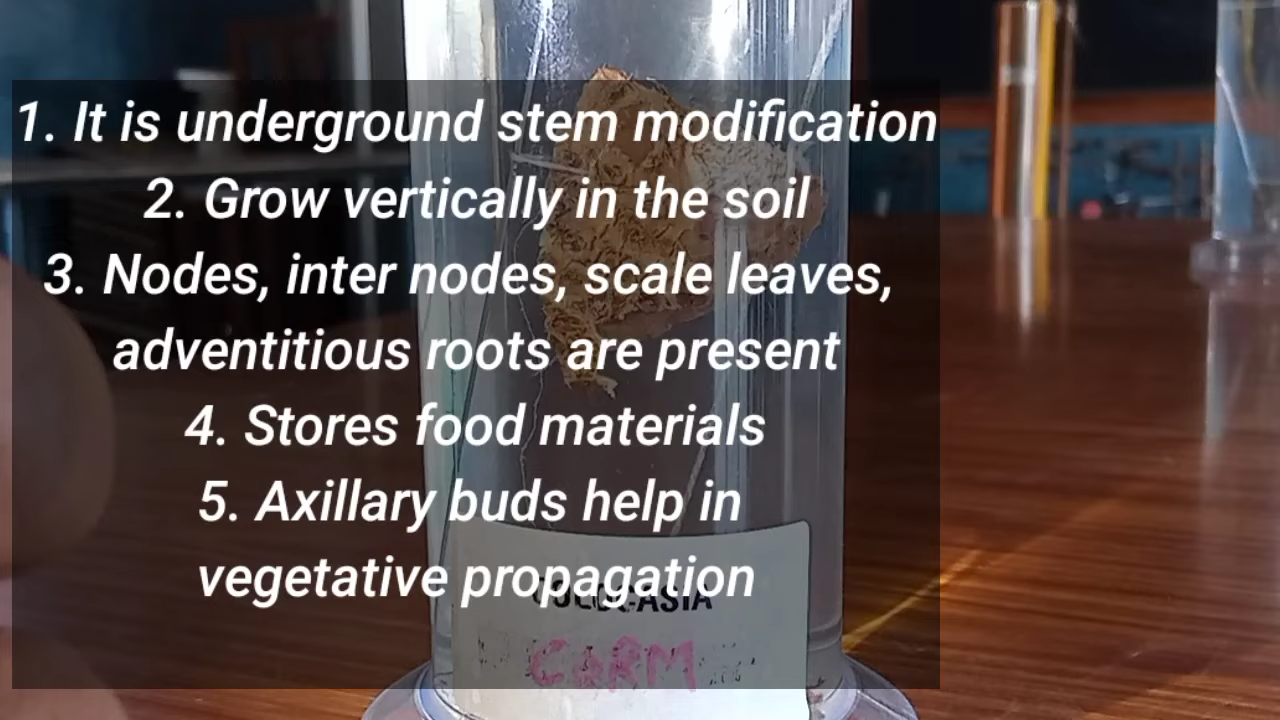 1. It is underground stem modification
2. Grow vertically in the soil
3. Nodes, inter nodes, scale leaves,
adventitious roots are present
4. Stores food materials
5. Axillary buds help in
vegetative propagation
COLOCASIA
CORM